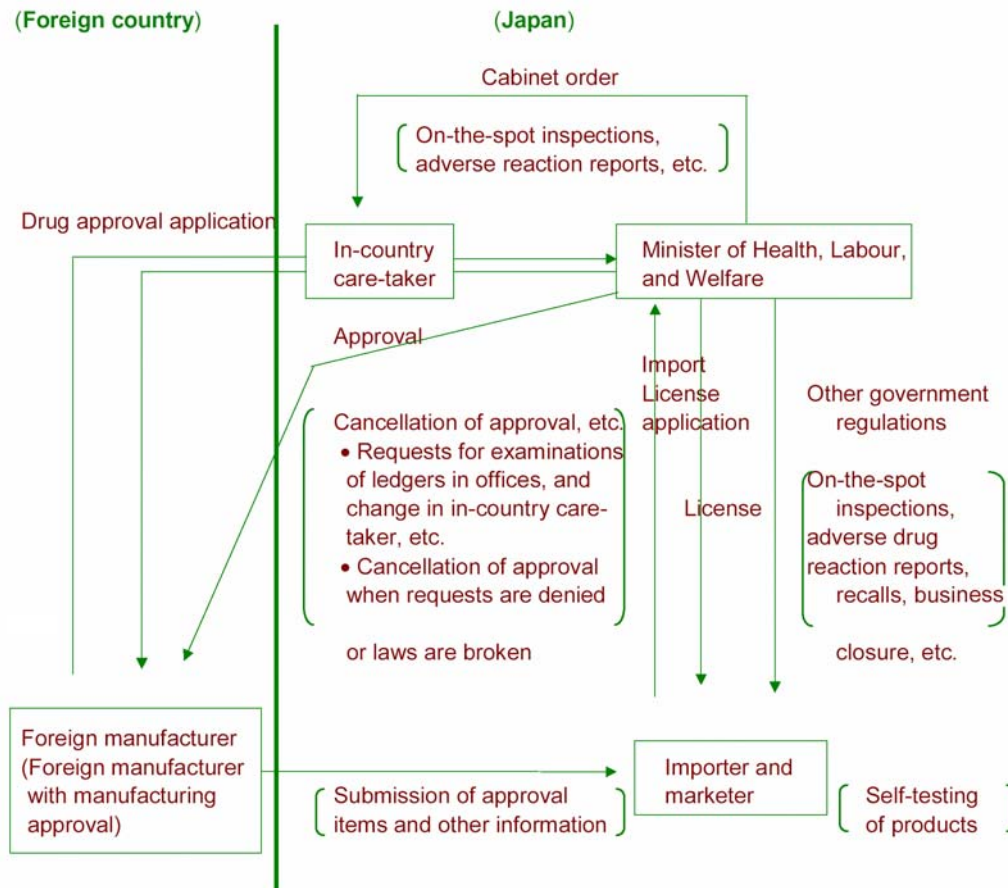 (Foreign country)
(Japan)
Cabinet order
On-the-spot inspections,
adverse reaction reports, etc.
Drug approval application
In-country
care-taker
Minister of Health, Labour,
and Welfare
Approval
Import
License
application
Other government
regulations
Cancellation of approval, etc.
• Requests for examinations
of ledgers in offices, and
change in in-country care-
taker, etc.
• Cancellation of approval
when requests are denied
or laws are broken
License
On-the-spot
inspections,
adverse drug
reaction reports,
recalls, business
closure, etc.
Foreign manufacturer
(Foreign manufacturer
with manufacturing
approval)
Submission of approval
items and other information
Importer and
marketer
Self-testing
of products